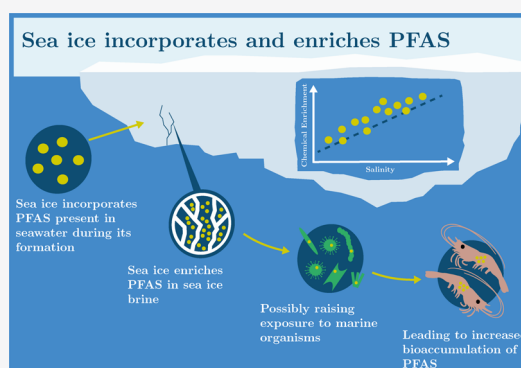 Sea ice incorporates and enriches PFAS
Chemical Enrichment
Salinity
Sea ice incorporates
PFAS present in
seawater during its
formation
Sea ice enriches
PFAS in sea ice
brine
Possibly raising
exposure to marine
organisms
Leading to increase
bioaccumulation of
PFAS